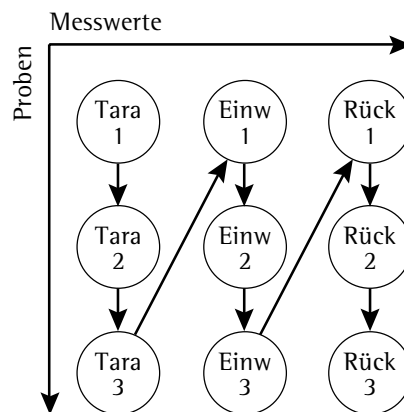 Messwerte
Proben
Tara
1
Einw
1
Rück
1
Tara
2
Einw
2
Rück
2
Tara
3
Einw
3
Rück
3